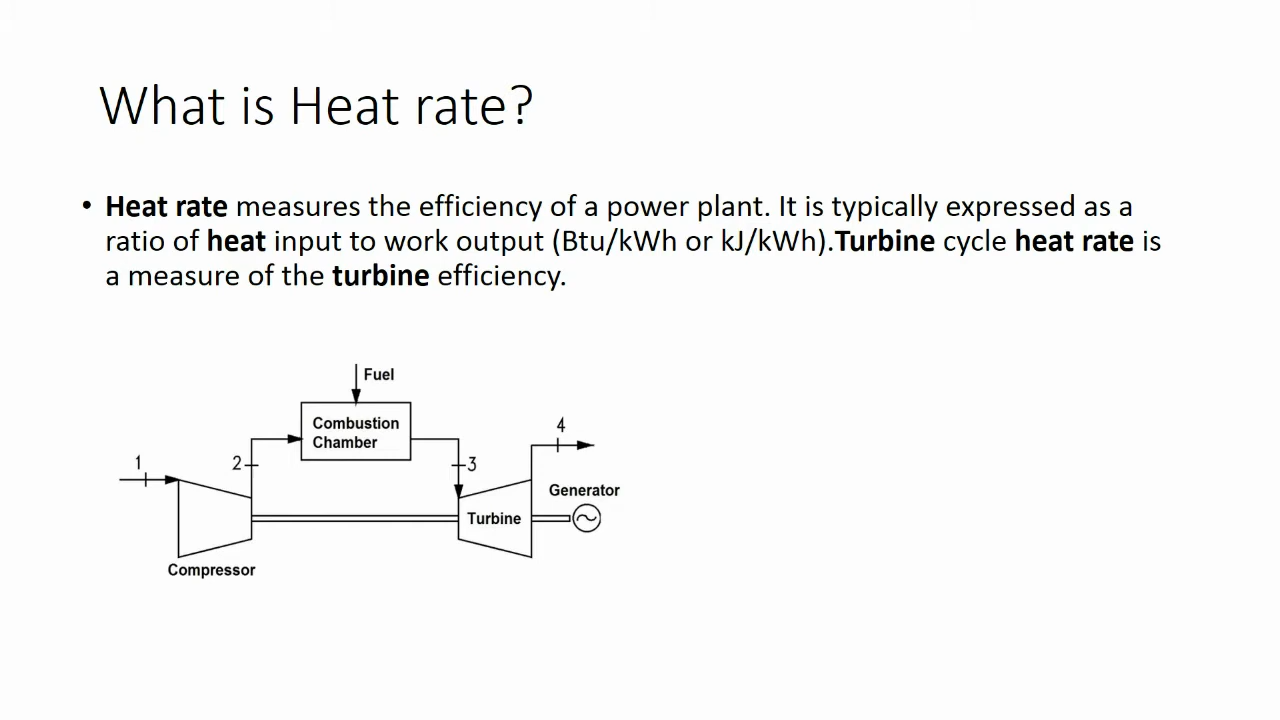 What is Heat rate?
• Heat rate measures the efficiency of a power plant. It is typically expressed as a
ratio of heat input to work output (Btu/kWh or kJ/kWh).Turbine cycle heat rate is
a measure of the turbine efficiency.
Fuel
Combustion
Chamber
4
1
2
3
Generator
Turbine
Compressor